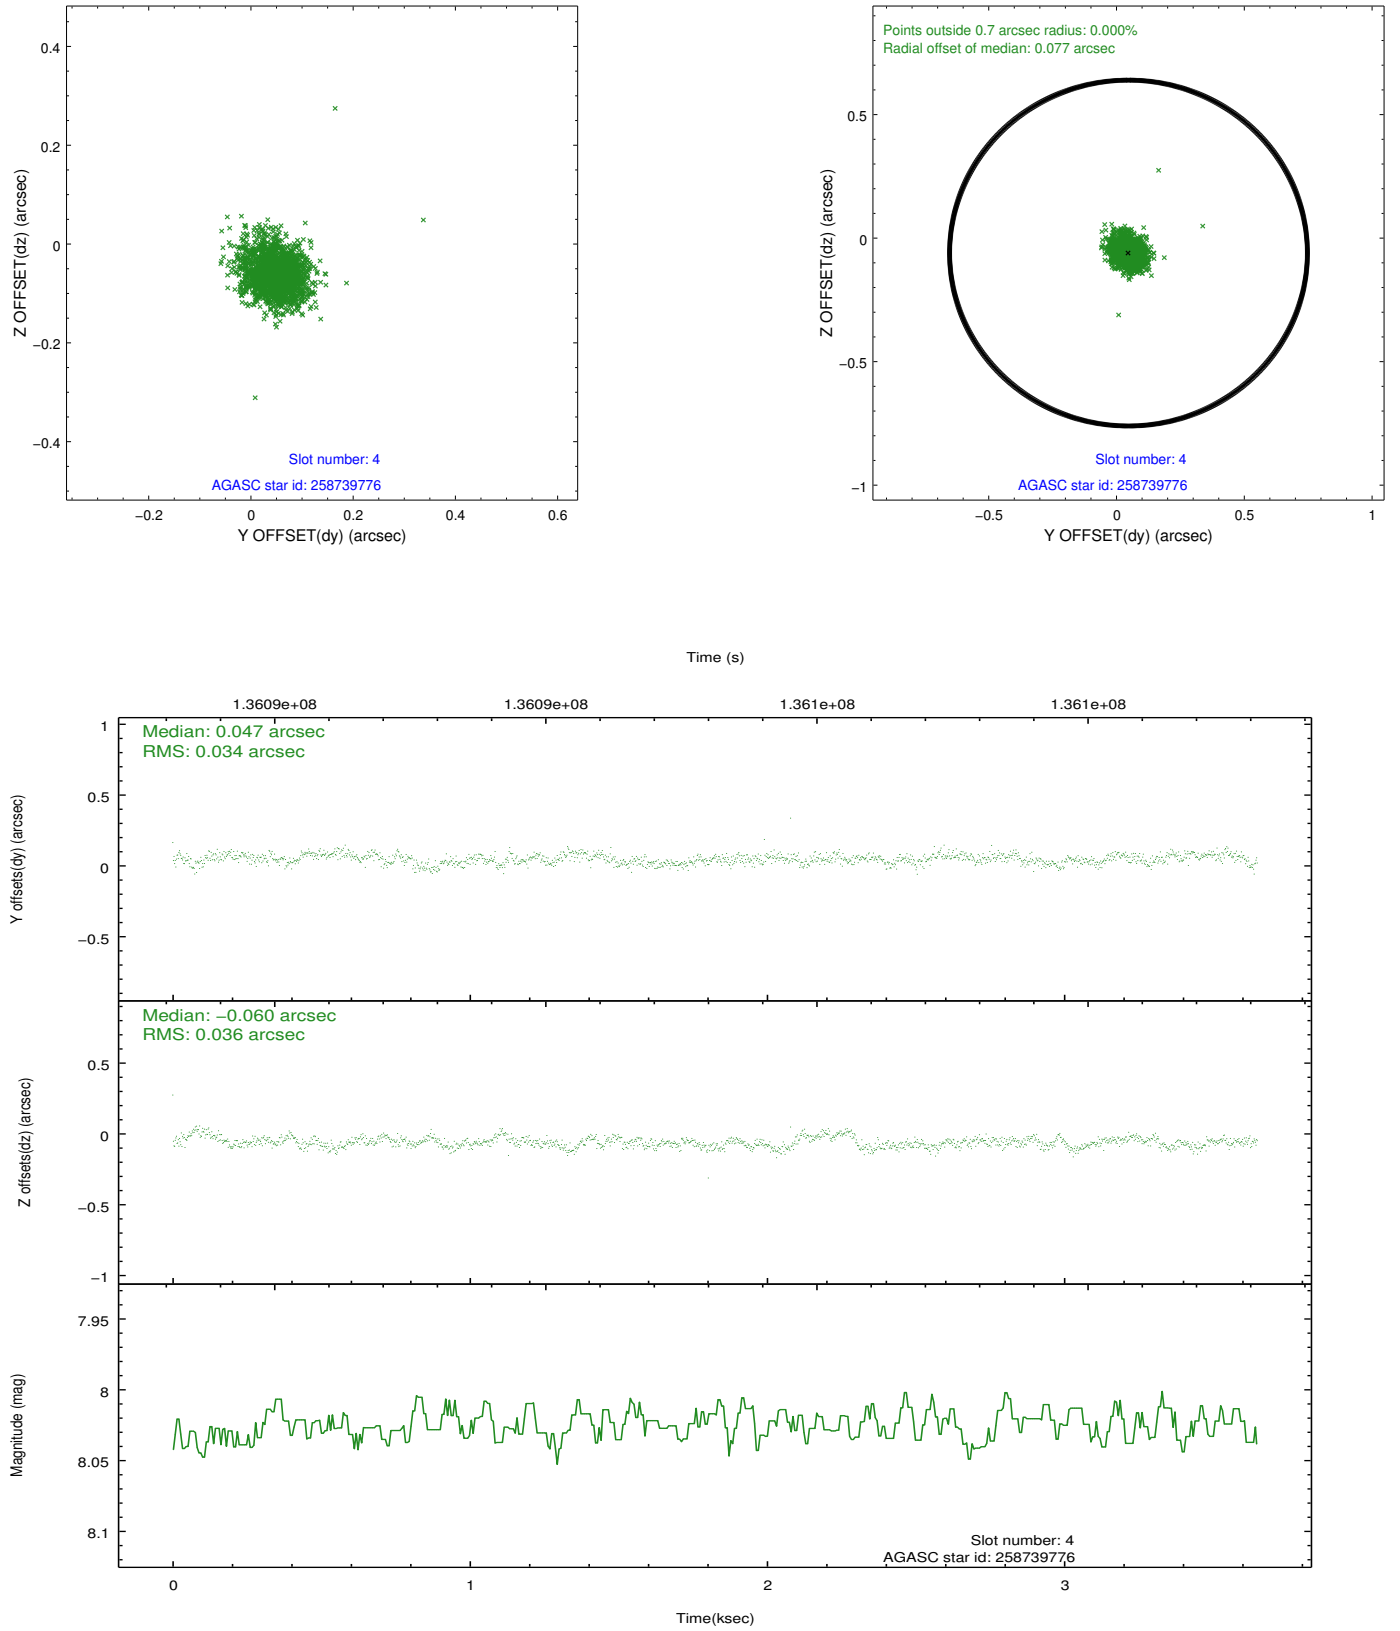 0.4
0.2
0
−0.2
−0.4
Z OFFSET(dz) (arcsec)
Slot number: 4
AGASC star id: 258739776
−0.2 0 0.2 0.4 0.6
Y OFFSET(dy) (arcsec)
Points outside 0.7 arcsec radius: 0.000%
Radial offset of median: 0.077 arcsec
0.5
0
−0.5
−1
Z OFFSET(dz) (arcsec)
Slot number: 4
AGASC star id: 258739776
−0.5 0 0.5 1
Y OFFSET(dy) (arcsec)
Time (s)
1.3609e+08 1.3609e+08 1.361e+08 1.361e+08
Median: 0.047 arcsec
RMS: 0.034 arcsec
1
0.5
0
−0.5
Y offsets(dy) (arcsec)
Median: −0.060 arcsec
RMS: 0.036 arcsec
0.5
0
−0.5
−1
Z offsets(dz) (arcsec)
7.95
8
8.05
8.1
Magnitude (mag)
Slot number: 4
AGASC star id: 258739776
0 1 2 3
Time(ksec)